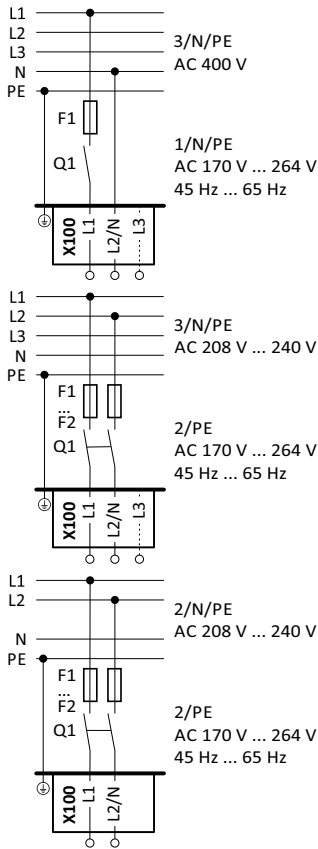 L1
L2
L3
N
PE
3/N/PE
AC 400 V
F1
Q1
1/N/PE
AC 170 V ... 264 V
45 Hz ... 65 Hz
X100
L1
L2/N
L3
L1
L2
L3
N
PE
3/N/PE
AC 208 V ... 240 V
F1
...
F2
Q1
2/PE
AC 170 V ... 264 V
45 Hz ... 65 Hz
X100
L1
L2/N
L3
L1
L2
N
PE
2/N/PE
AC 208 V ... 240 V
F1
...
F2
Q1
2/PE
AC 170 V ... 264 V
45 Hz ... 65 Hz
X100
L1
L2/N